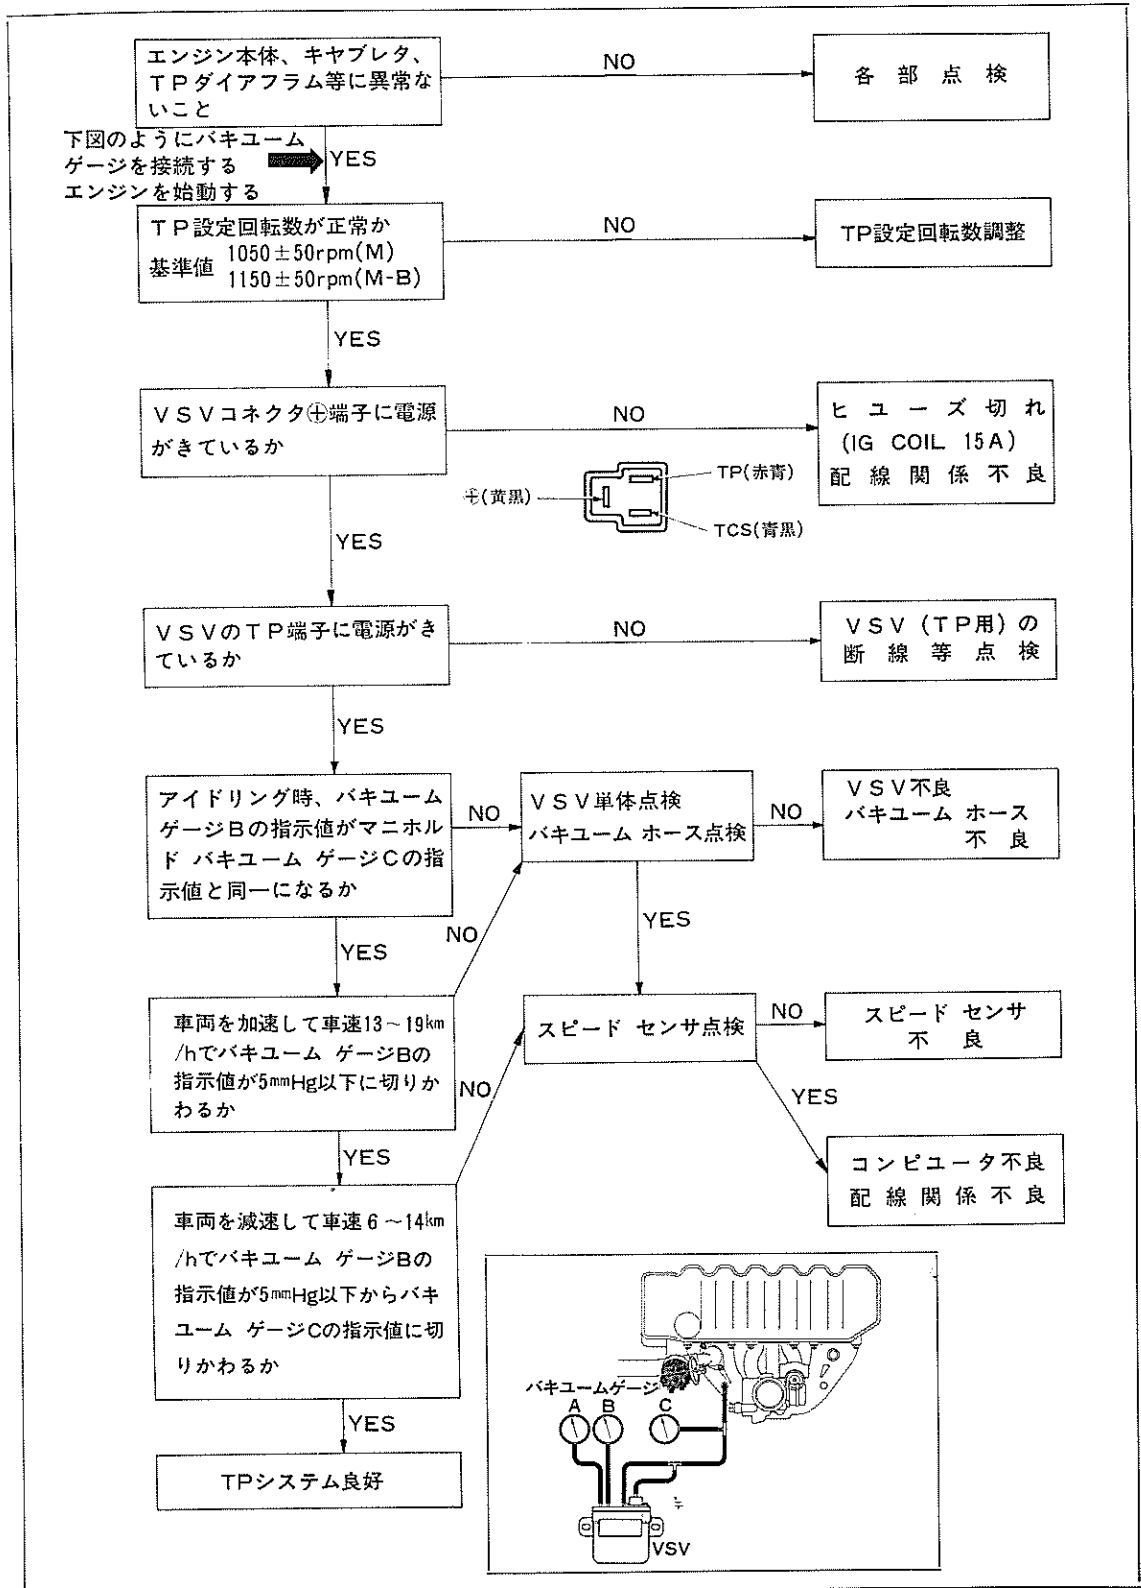 エンジン本体、キヤブレタ、
TPダイアフラム等に異常な
いこと
NO
各部点検
下図のようにバキユーム
ゲージを接続する
エンジンを始動する
YES
TP設定回転数が正常か
基準値 1050±50rpm(M)
1150±50rpm(M-B)
NO
TP設定回転数調整
YES
VSVコネクタ⊕端子に電源
がきているか
NO
ヒユーズ切れ
(IG COIL 15A)
配線関係不良
⊕(黄黒)
TP(赤青)
TCS(青黒)
YES
VSVのTP端子に電源がき
ているか
NO
VSV(TP用)の
断線等点検
YES
アイドリング時、バキユーム
ゲージBの指示値がマニホル
ド バキユーム ゲージCの指
示値と同一になるか
NO
VSV単体点検
バキユーム ホース点検
NO
VSV不良
バキユーム ホース
不良
YES
NO
YES
車両を加速して車速13~19km
/hでバキユーム ゲージBの
指示値が5mmHg以下に切りか
わるか
NO
スピード センサ点検
NO
スピード センサ
不良
YES
YES
コンピユータ不良
配線関係不良
車両を減速して車速6~14km
/hでバキユーム ゲージBの
指示値が5mmHg以下からバキ
ユーム ゲージCの指示値に切
りかわるか
YES
TPシステム良好
バキユームゲージ
A B C
VSV